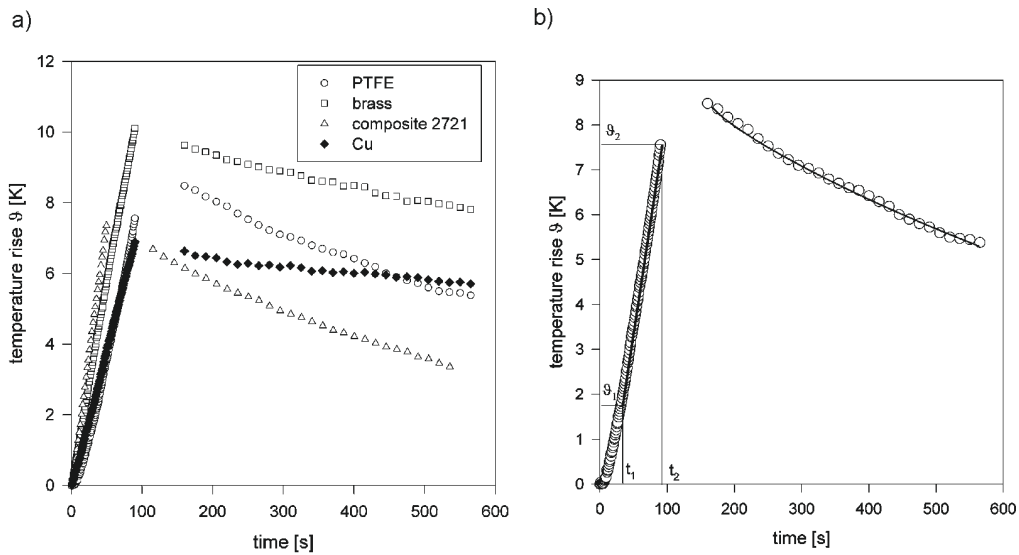 a)
temperature rise ϑ [K]
12
10
8
6
4
2
0
0 100 200 300 400 500 600
time [s]
PTFE
brass
composite 2721
Cu
b)
temperature rise ϑ [K]
9
8
7
6
5
4
3
2
1
0
0 100 200 300 400 500 600
time [s]
ϑ₂
ϑ₁
t₁ t₂